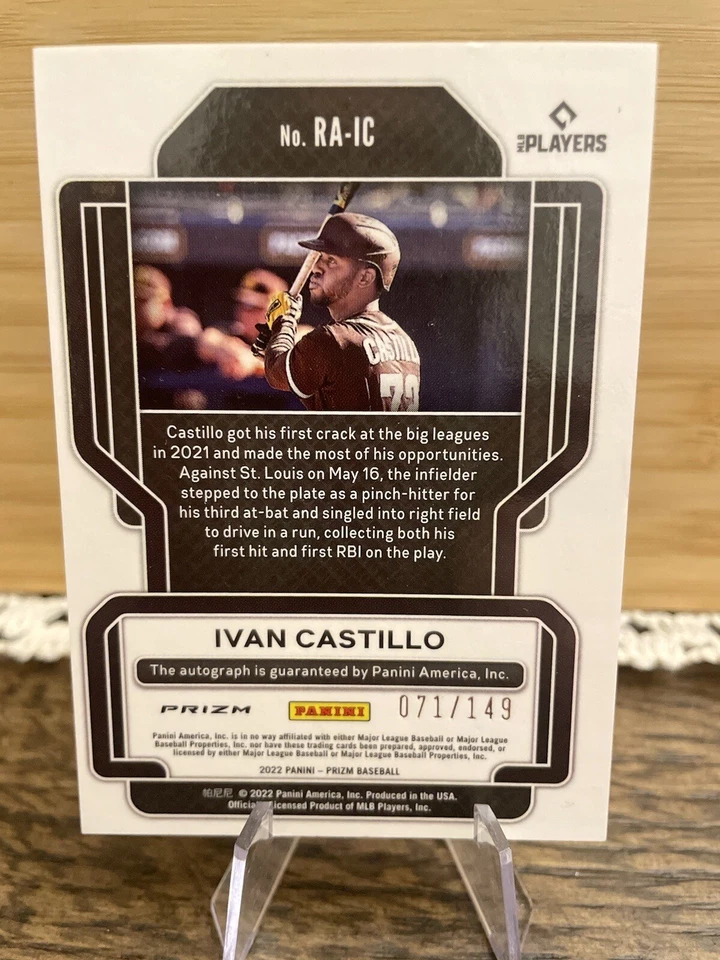 No. RA-IC
MLB PLAYERS
CASTILL
72
Castillo got his first crack at the big leagues
in 2021 and made the most of his opportunities.
Against St. Louis on May 16, the infielder
stepped to the plate as a pinch-hitter for
his third at-bat and singled into right field
to drive in a run, collecting both his
first hit and first RBI on the play.
IVAN CASTILLO
The autograph is guaranteed by Panini America, Inc.
PRIZM PANINI 071/149
Panini America, Inc. is in no way affiliated with either Major League Baseball or Major League
Baseball Properties, Inc. nor have these trading cards been prepared, approved, endorsed, or
licensed by either Major League Baseball or Major League Baseball Properties, Inc.
2022 PANINI – PRIZM BASEBALL
帕尼尼 © 2022 Panini America, Inc. Produced in the USA.
Official Licensed Product of MLB Players, Inc.